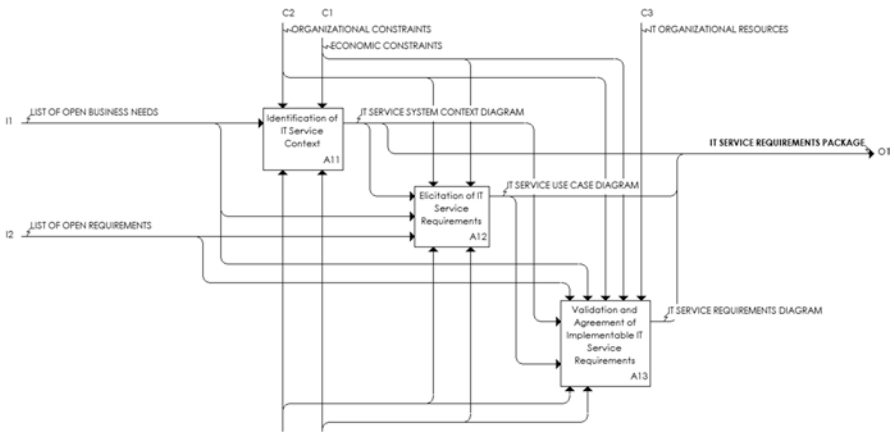 C2
C1
C3
ORGANIZATIONAL CONSTRAINTS
IT ORGANIZATIONAL RESOURCES
ECONOMIC CONSTRAINTS
I1
LIST OF OPEN BUSINESS NEEDS
Identification of
IT Service
Context
A11
IT SERVICE SYSTEM CONTEXT DIAGRAM
IT SERVICE REQUIREMENTS PACKAGE
O1
Elicitation of IT
Service
Requirements
A12
IT SERVICE USE CASE DIAGRAM
I2
LIST OF OPEN REQUIREMENTS
Validation and
Agreement of
Implementable IT
Service
Requirements
A13
IT SERVICE REQUIREMENTS DIAGRAM